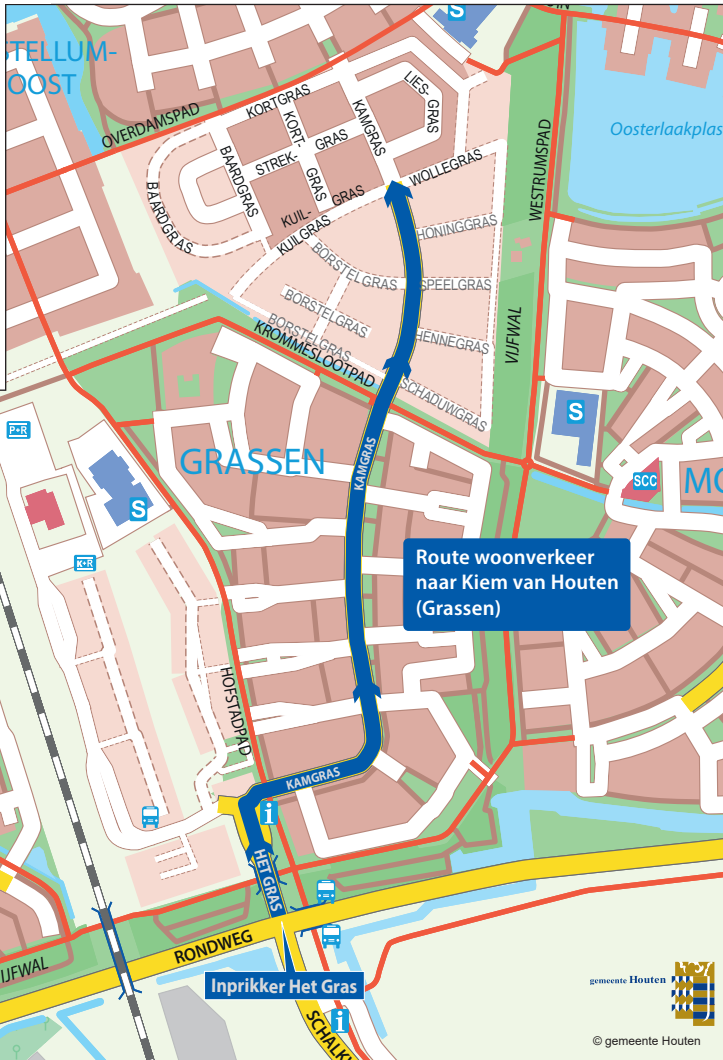 S
TELLUM-
OOST
OVERDAMSPAD
KORTGRAS
LIES-
GRAS
KAMGRAS
KORT-
GRAS
STREK-
GRAS
BAARDGRAS
BAARDGRAS
KUIL-
GRAS
KUILGRAS
WOLLEGRAS
WESTRUMSPAD
Oosterlaakplas
HONINGGRAS
BORSTELGRAS
SPEELGRAS
BORSTELGRAS
BORSTELGRAS
HENNEGRAS
VIJFWAL
KROMMESLOOTPAD
SCHADUWGRAS
S
P+R
GRASSEN
KAMGRAS
SCC
MO
S
K+R
Route woonverkeer
naar Kiem van Houten
(Grassen)
HOFSTADPAD
KAMGRAS
i
HET GRAS
RONDWEG
IJFWAL
Inprikker Het Gras
SCHALK
i
gemeente Houten
© gemeente Houten